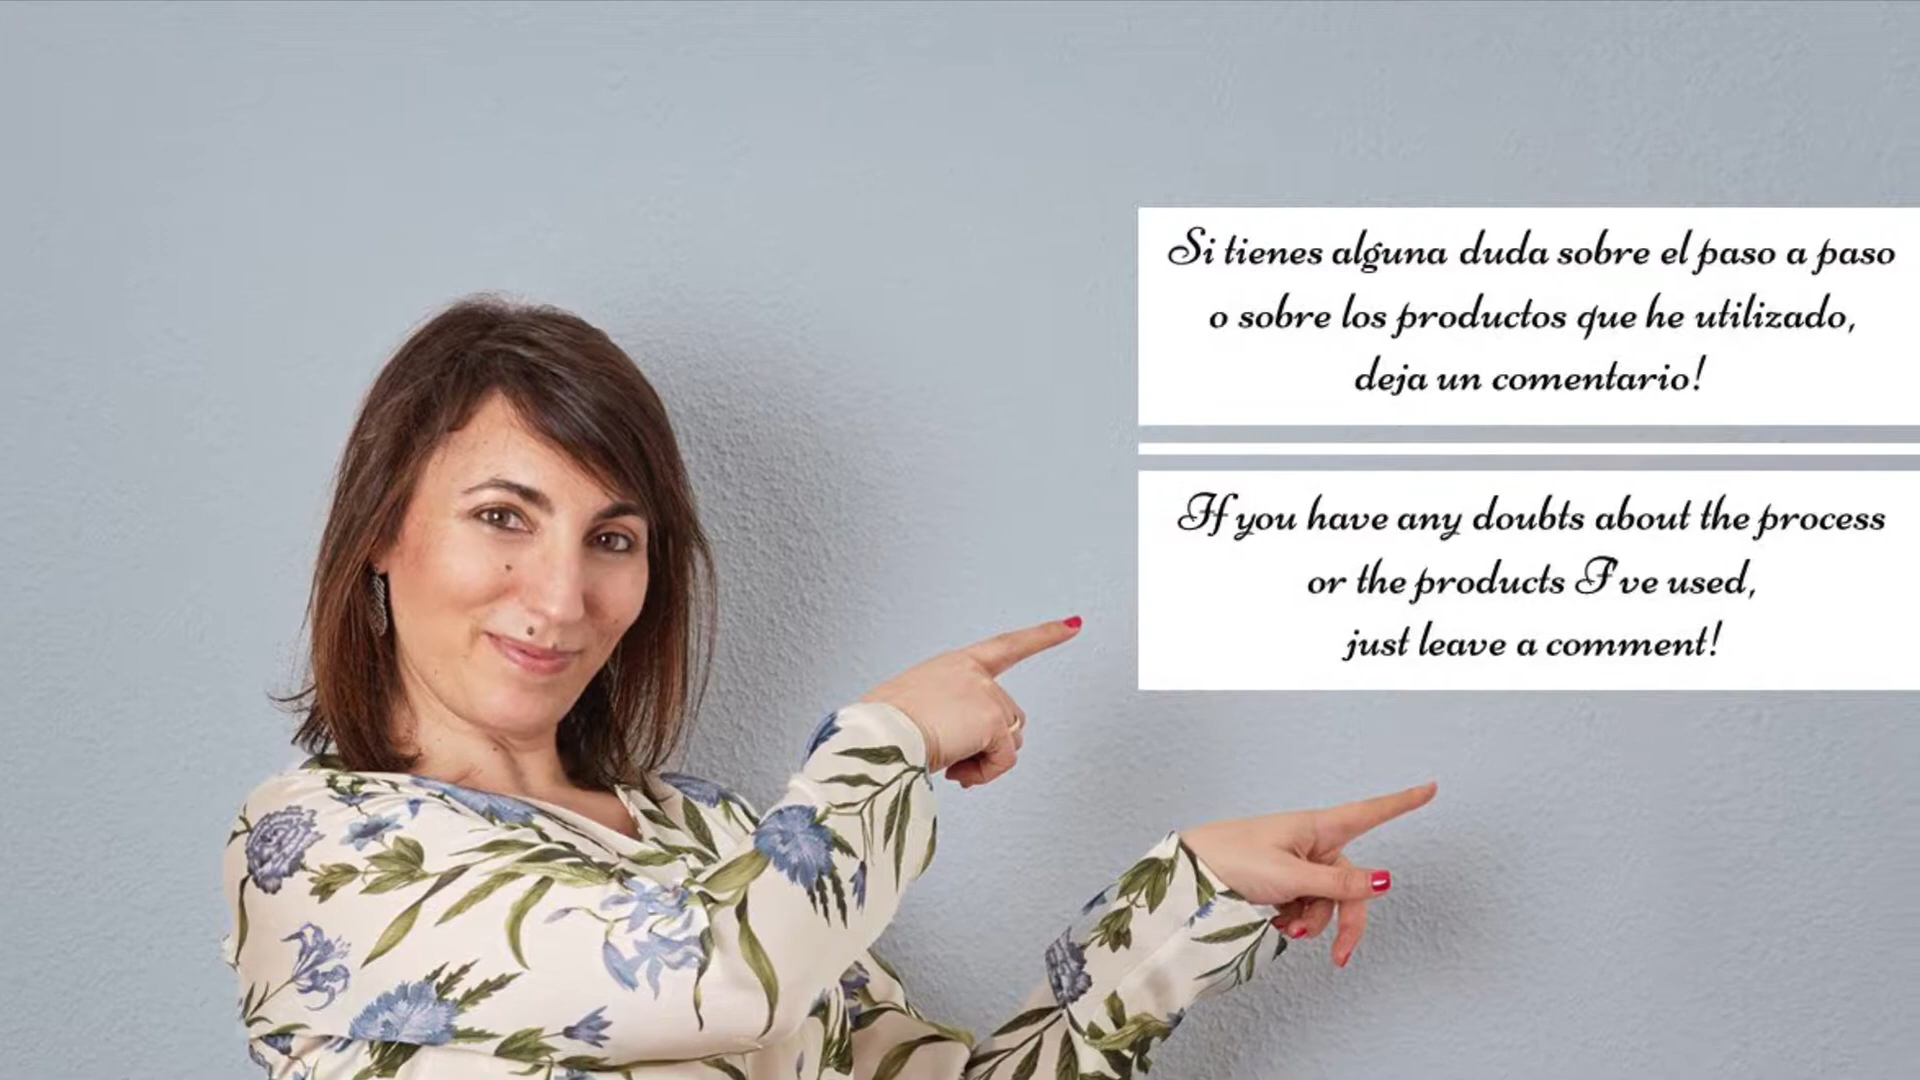 Si tienes alguna duda sobre el paso a paso
o sobre los productos que he utilizado,
deja un comentario!
If you have any doubts about the process
or the products I've used,
just leave a comment!